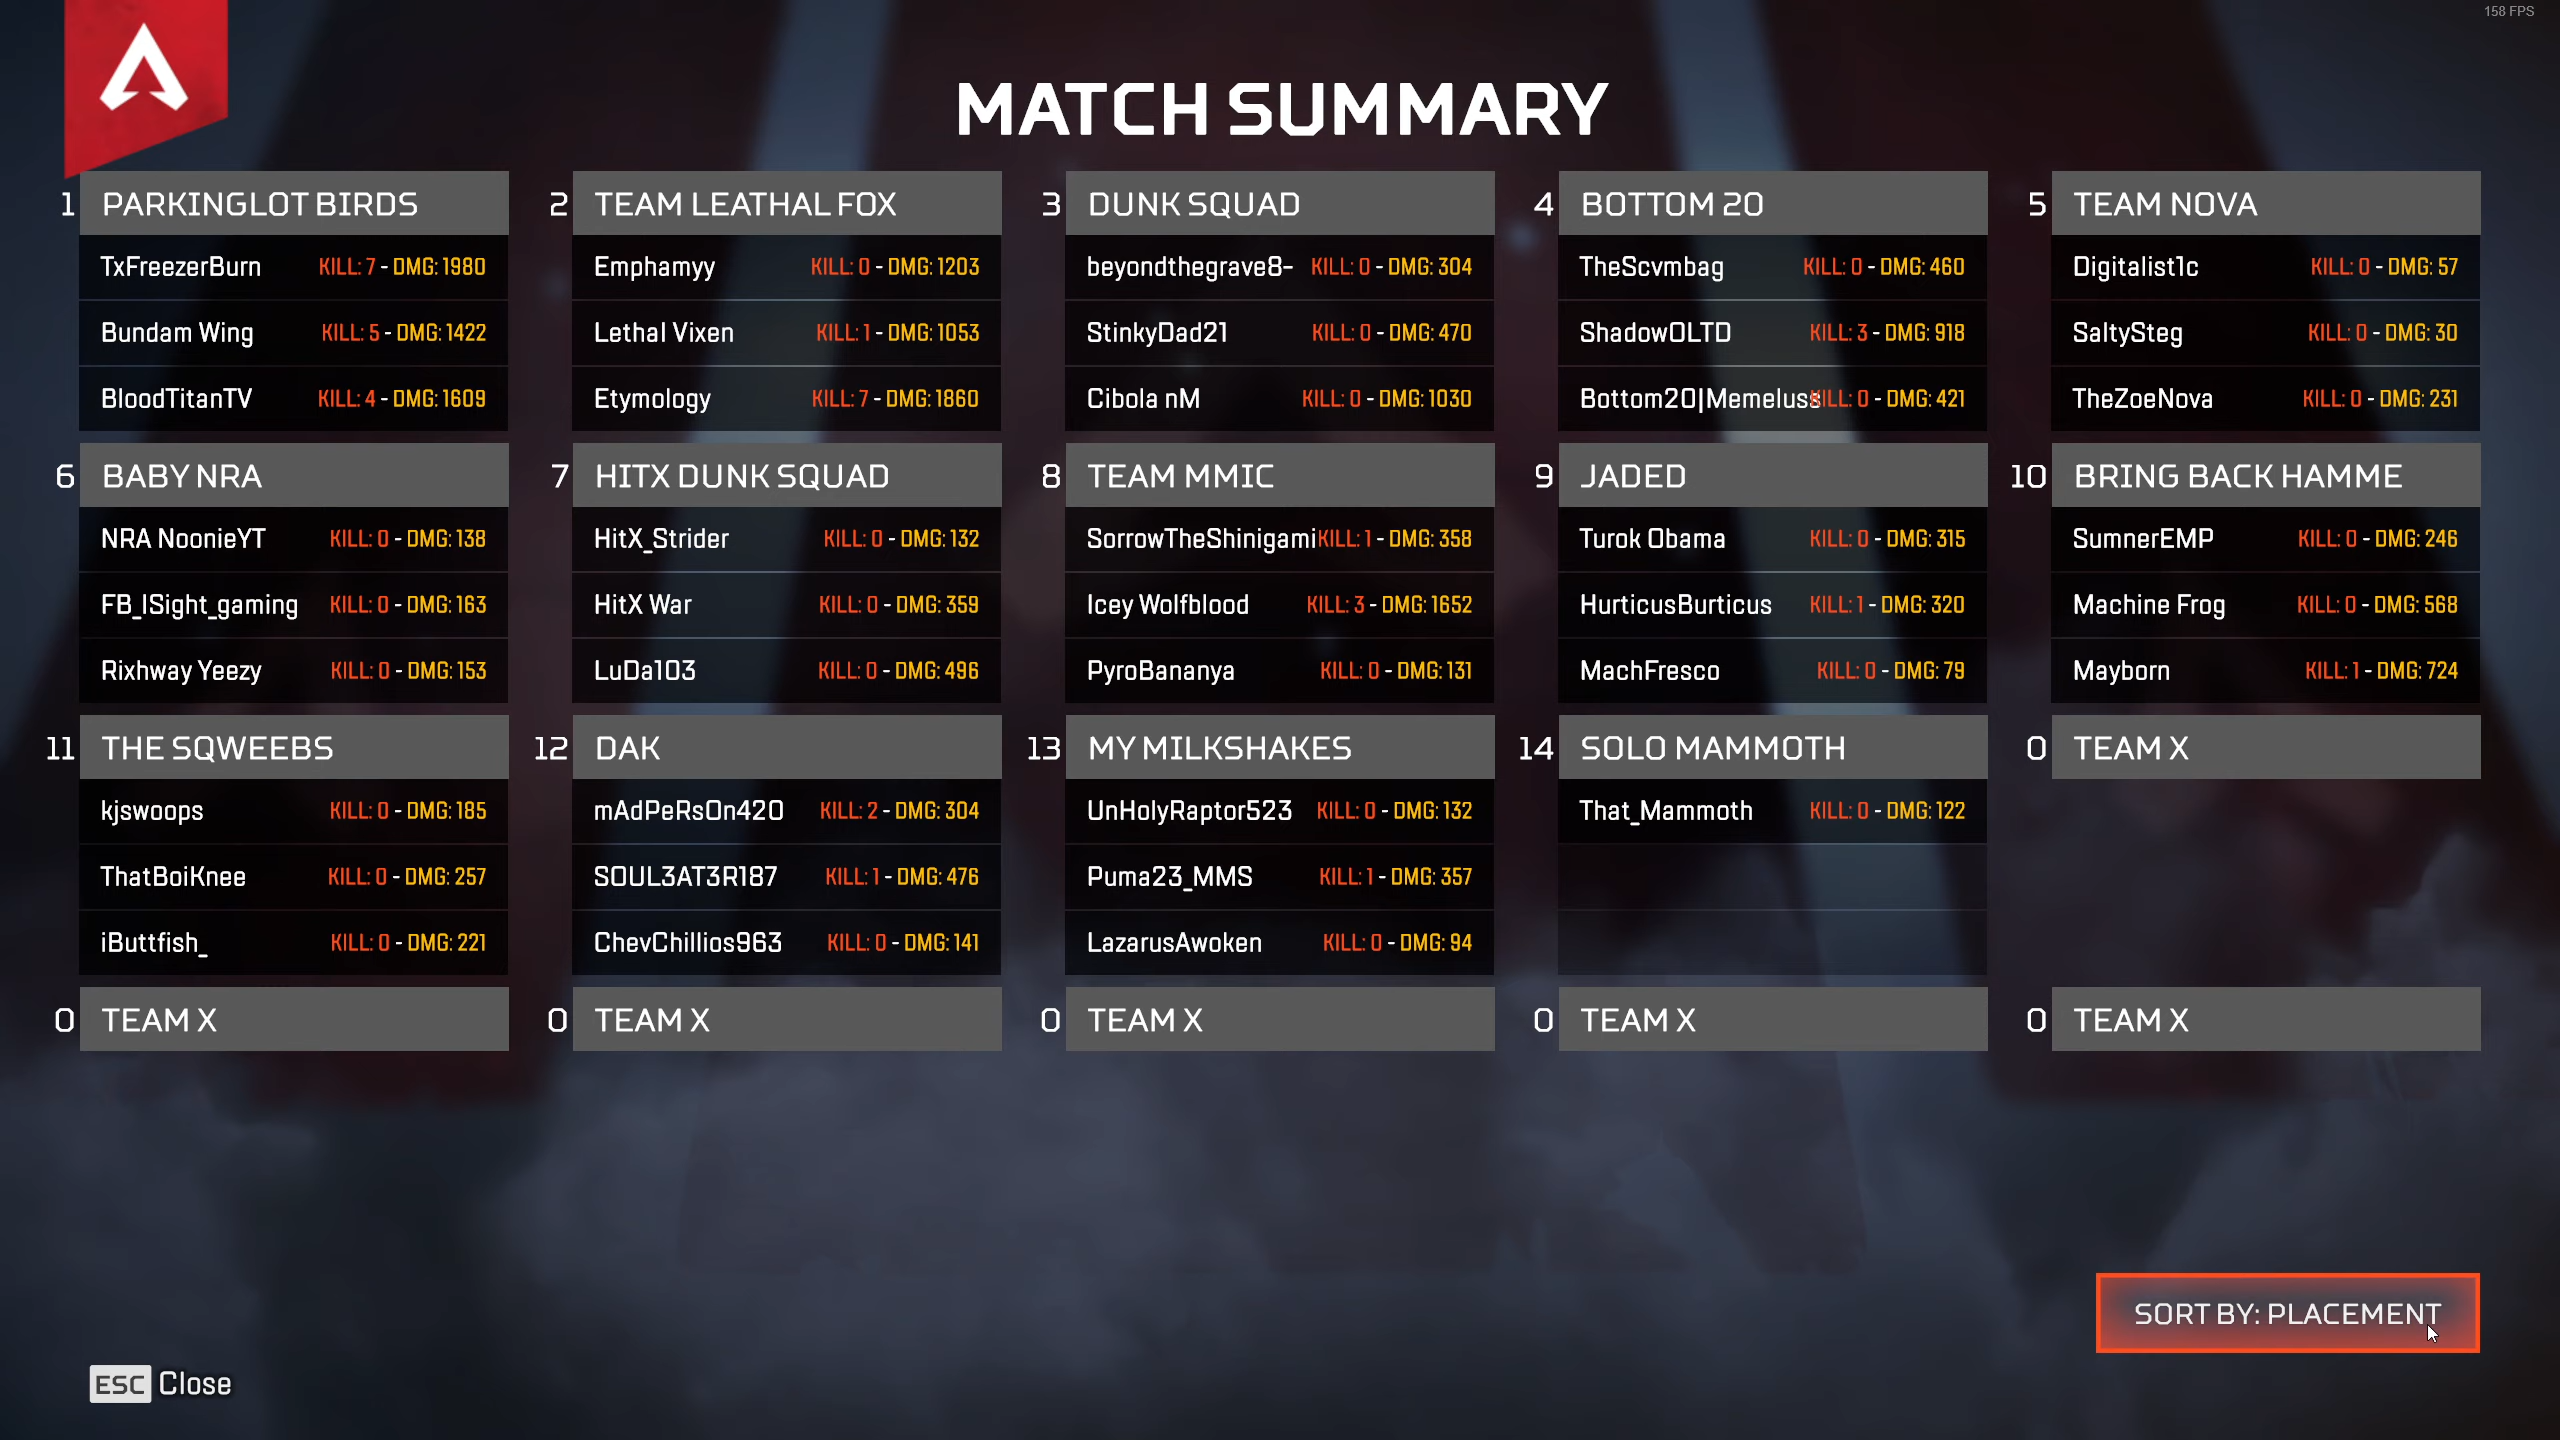 158 FPS
MATCH SUMMARY
1 PARKINGLOT BIRDS
TxFreezerBurn KILL: 7 - DMG: 1980
Bundam Wing KILL: 5 - DMG: 1422
BloodTitanTV KILL: 4 - DMG: 1609
2 TEAM LEATHAL FOX
Emphamyy KILL: 0 - DMG: 1203
Lethal Vixen KILL: 1 - DMG: 1053
Etymology KILL: 7 - DMG: 1860
3 DUNK SQUAD
beyondthegrave8- KILL: 0 - DMG: 304
StinkyDad21 KILL: 0 - DMG: 470
Cibola nM KILL: 0 - DMG: 1030
4 BOTTOM 20
TheScvmbag KILL: 0 - DMG: 460
ShadowOLTD KILL: 3 - DMG: 918
Bottom20|Memeluss KILL: 0 - DMG: 421
5 TEAM NOVA
Digitalist1c KILL: 0 - DMG: 57
SaltySteg KILL: 0 - DMG: 30
TheZoeNova KILL: 0 - DMG: 231
6 BABY NRA
NRA NoonieYT KILL: 0 - DMG: 138
FB_ISight_gaming KILL: 0 - DMG: 163
Rixhway Yeezy KILL: 0 - DMG: 153
7 HITX DUNK SQUAD
HitX_Strider KILL: 0 - DMG: 132
HitX War KILL: 0 - DMG: 359
LuDa103 KILL: 0 - DMG: 496
8 TEAM MMIC
SorrowTheShinigami KILL: 1 - DMG: 358
Icey Wolfblood KILL: 3 - DMG: 1652
PyroBananya KILL: 0 - DMG: 131
9 JADED
Turok Obama KILL: 0 - DMG: 315
HurticusBurticus KILL: 1 - DMG: 320
MachFresco KILL: 0 - DMG: 79
10 BRING BACK HAMME
SumnerEMP KILL: 0 - DMG: 246
Machine Frog KILL: 0 - DMG: 568
Mayborn KILL: 1 - DMG: 724
11 THE SQWEEBS
kjswoops KILL: 0 - DMG: 185
ThatBoiKnee KILL: 0 - DMG: 257
iButtfish_ KILL: 0 - DMG: 221
12 DAK
mAdPeRsOn420 KILL: 2 - DMG: 304
SOUL3AT3R187 KILL: 1 - DMG: 476
ChevChillios963 KILL: 0 - DMG: 141
13 MY MILKSHAKES
UnHolyRaptor523 KILL: 0 - DMG: 132
Puma23_MMS KILL: 1 - DMG: 357
LazarusAwoken KILL: 0 - DMG: 94
14 SOLO MAMMOTH
That_Mammoth KILL: 0 - DMG: 122
0 TEAM X
0 TEAM X
0 TEAM X
0 TEAM X
0 TEAM X
0 TEAM X
SORT BY: PLACEMENT
ESC Close